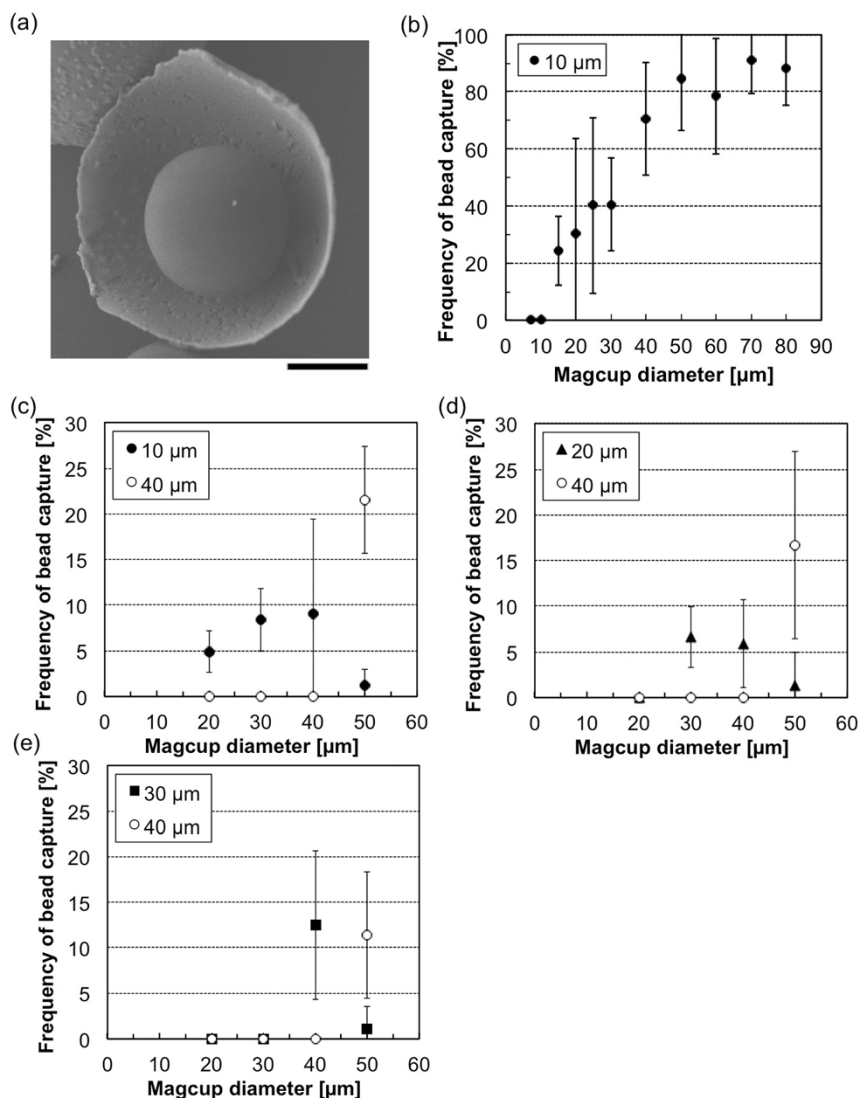 (a)
(b)
Frequency of bead capture [%]
100
80
60
40
20
0
10 µm
0 10 20 30 40 50 60 70 80 90
Magcup diameter [µm]
(c)
Frequency of bead capture [%]
30
25
20
15
10
5
0
10 µm
40 µm
0 10 20 30 40 50 60
Magcup diameter [µm]
(d)
Frequency of bead capture [%]
30
25
20
15
10
5
0
20 µm
40 µm
0 10 20 30 40 50 60
Magcup diameter [µm]
(e)
Frequency of bead capture [%]
30
25
20
15
10
5
0
30 µm
40 µm
0 10 20 30 40 50 60
Magcup diameter [µm]